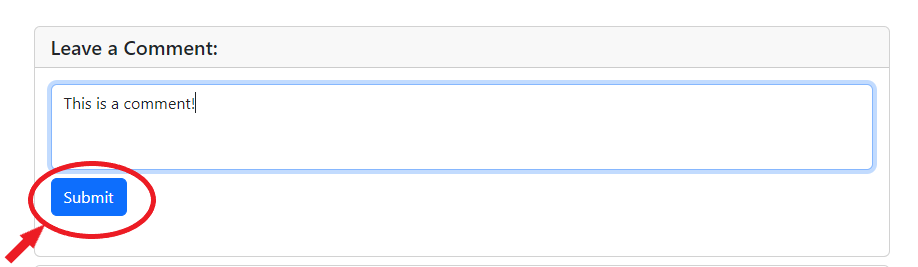 Leave a Comment:
This is a comment!
Submit